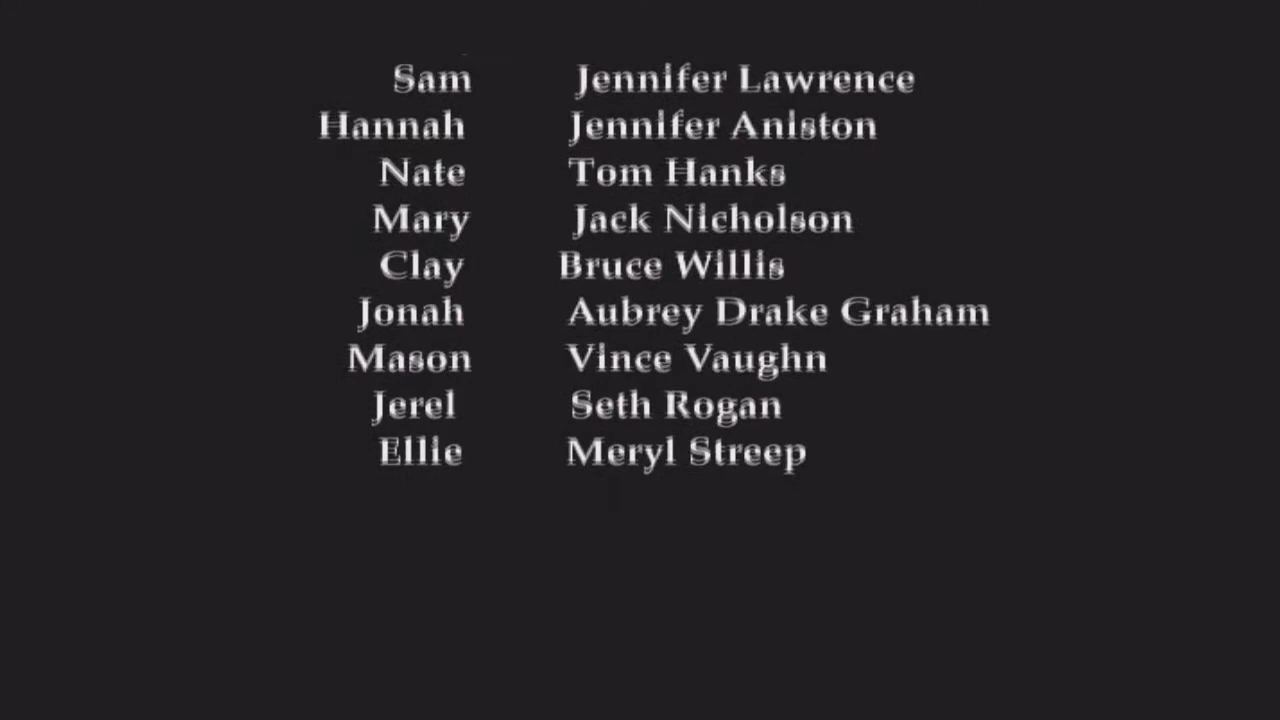 Sam Jennifer Lawrence
Hannah Jennifer Aniston
Nate Tom Hanks
Mary Jack Nicholson
Clay Bruce Willis
Jonah Aubrey Drake Graham
Mason Vince Vaughn
Jerel Seth Rogan
Ellie Meryl Streep